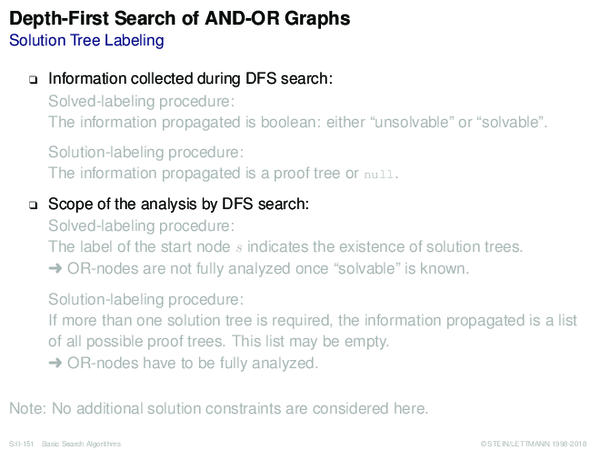 Depth-First Search of AND-OR Graphs
Solution Tree Labeling
❑ Information collected during DFS search:
Solved-labeling procedure:
The information propagated is boolean: either “unsolvable” or “solvable”.
Solution-labeling procedure:
The information propagated is a proof tree or null.
❑ Scope of the analysis by DFS search:
Solved-labeling procedure:
The label of the start node s indicates the existence of solution trees.
➜ OR-nodes are not fully analyzed once “solvable” is known.
Solution-labeling procedure:
If more than one solution tree is required, the information propagated is a list
of all possible proof trees. This list may be empty.
➜ OR-nodes have to be fully analyzed.
Note: No additional solution constraints are considered here.
S:II-151 Basic Search Algorithms © STEIN/LETTMANN 1998-2018